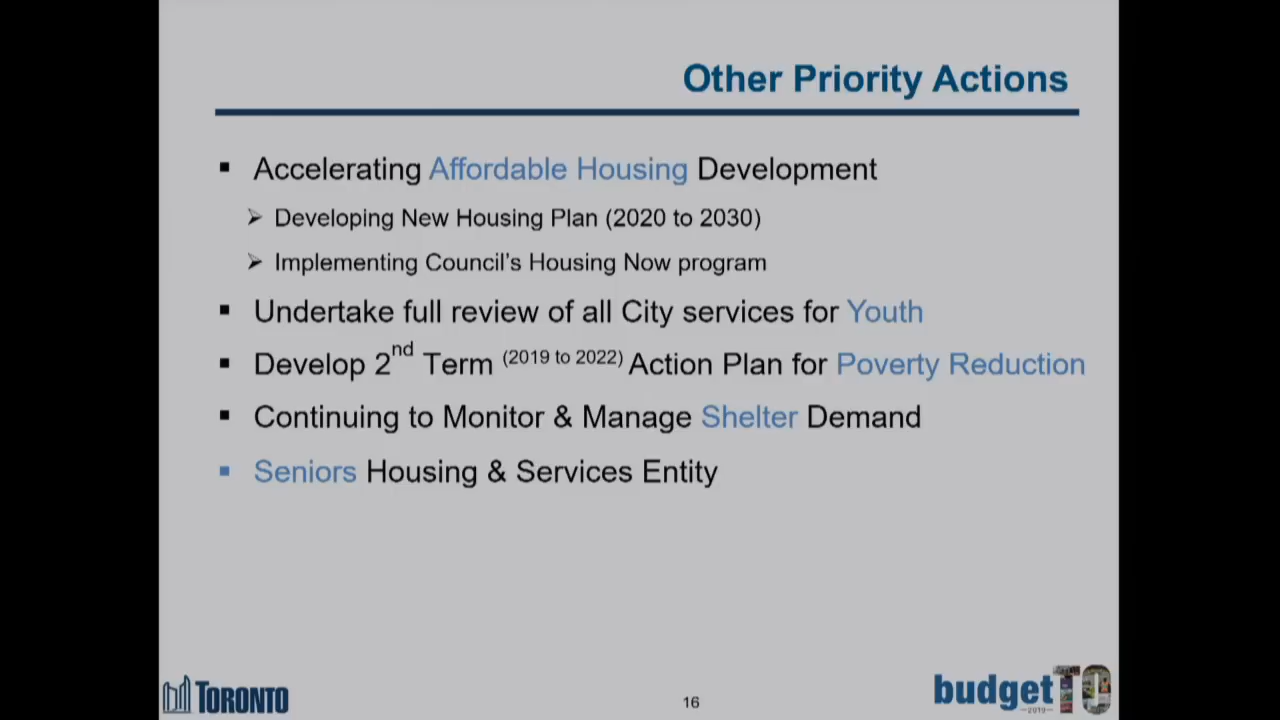 Other Priority Actions
▪ Accelerating Affordable Housing Development
➢ Developing New Housing Plan (2020 to 2030)
➢ Implementing Council's Housing Now program
▪ Undertake full review of all City services for Youth
▪ Develop 2nd Term (2019 to 2022) Action Plan for Poverty Reduction
▪ Continuing to Monitor & Manage Shelter Demand
▪ Seniors Housing & Services Entity
TORONTO
16
budgetTO
2019